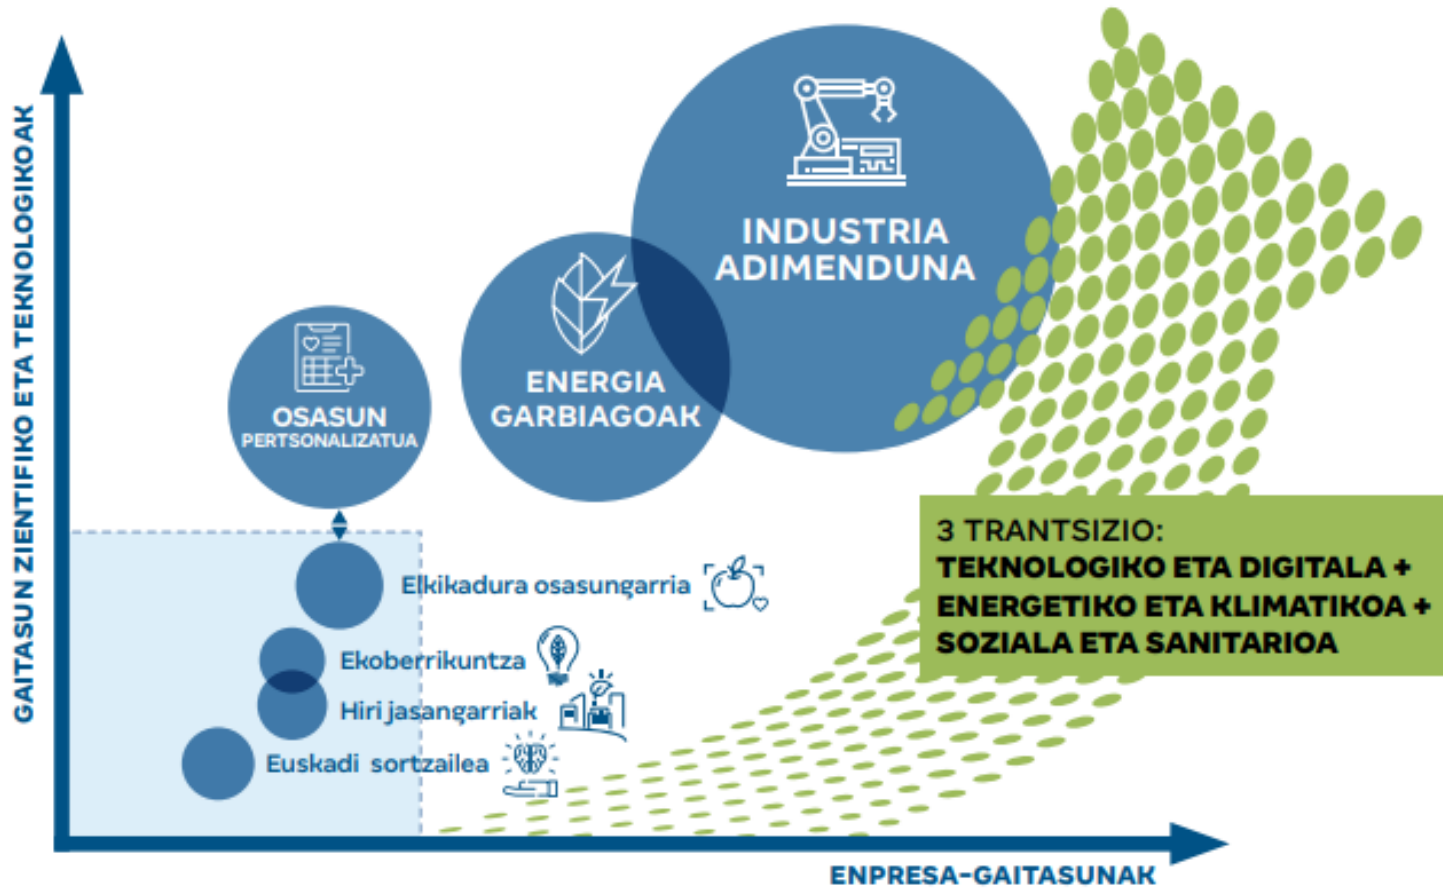 GAITASUN ZIENTIFIKO ETA TEKNOLOGIKOAK
INDUSTRIA
ADIMENDUNA
ENERGIA
GARBIAGOAK
OSASUN
PERTSONALIZATUA
3 TRANTSIZIO:
TEKNOLOGIKO ETA DIGITALA +
ENERGETIKO ETA KLIMATIKOA +
SOZIALA ETA SANITARIOA
Elkikadura osasungarria
Ekoberrikuntza
Hiri jasangarriak
Euskadi sortzailea
ENPRESA-GAITASUNAK